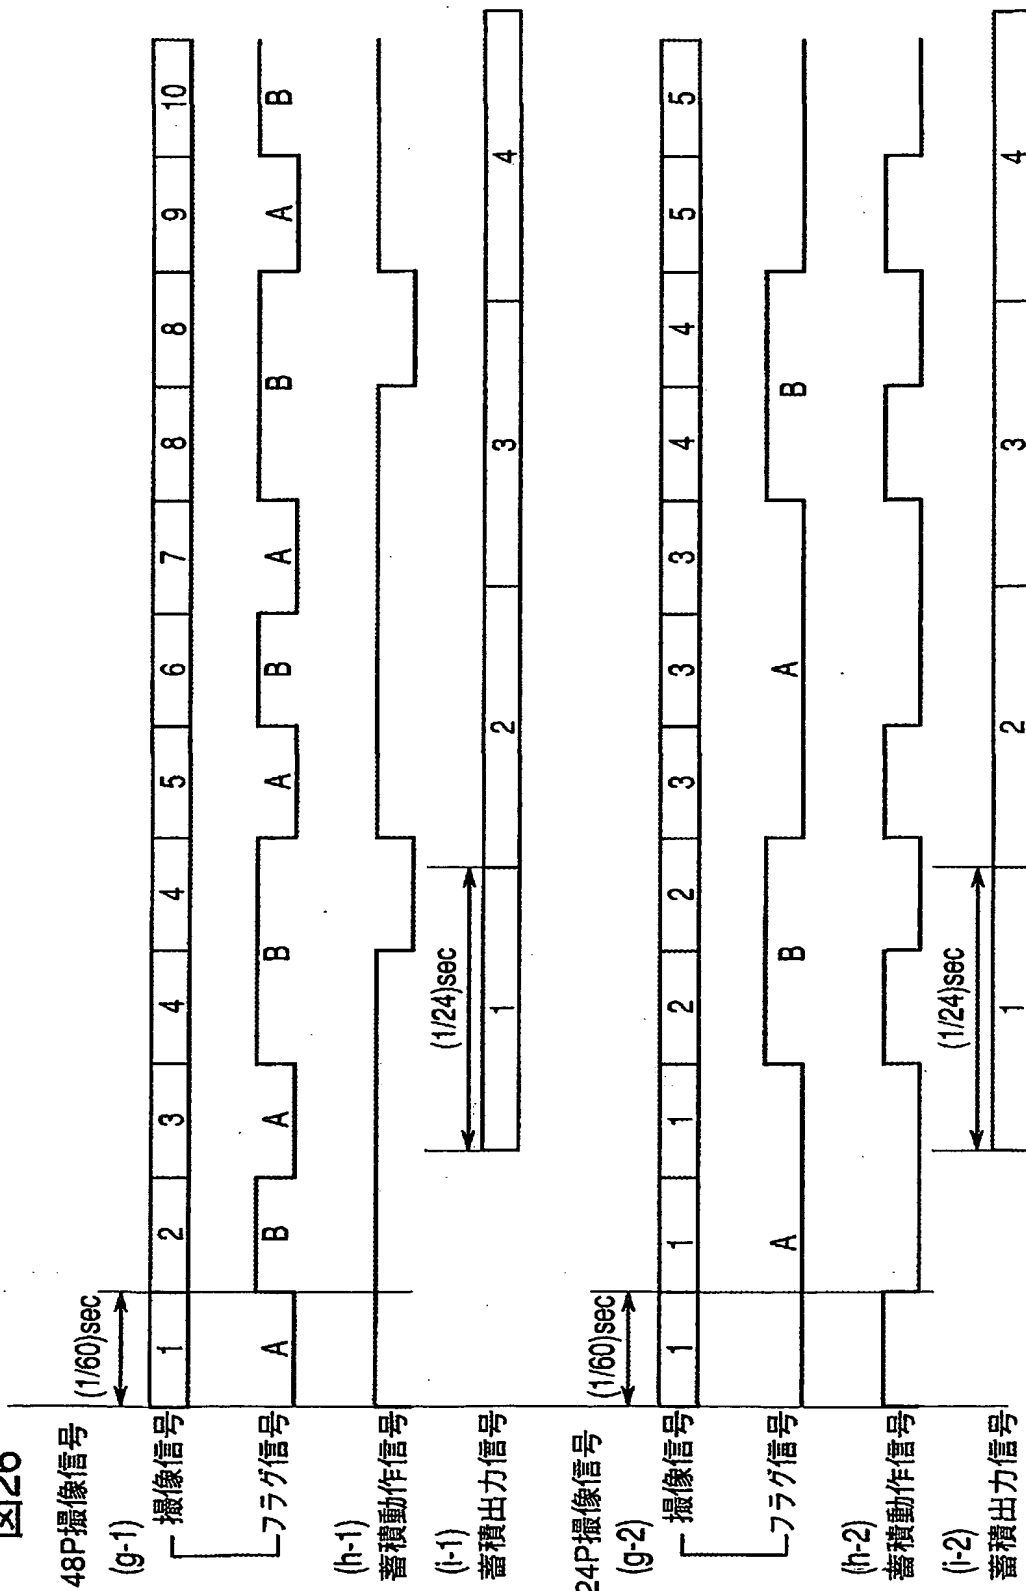 図26
48P撮像信号
(g-1)
(1/60)sec
撮像信号
1 2 3 4 4 5 6 7 8 8 9 10
フラグ信号
A B A B A B A B A B
(h-1)
蓄積動作信号
(i-1)
蓄積出力信号
(1/24)sec
1 2 3 4
24P撮像信号
(g-2)
(1/60)sec
撮像信号
1 1 1 2 2 3 3 3 4 4 5 5
フラグ信号
A B A B
(h-2)
蓄積動作信号
(i-2)
蓄積出力信号
(1/24)sec
1 2 3 4